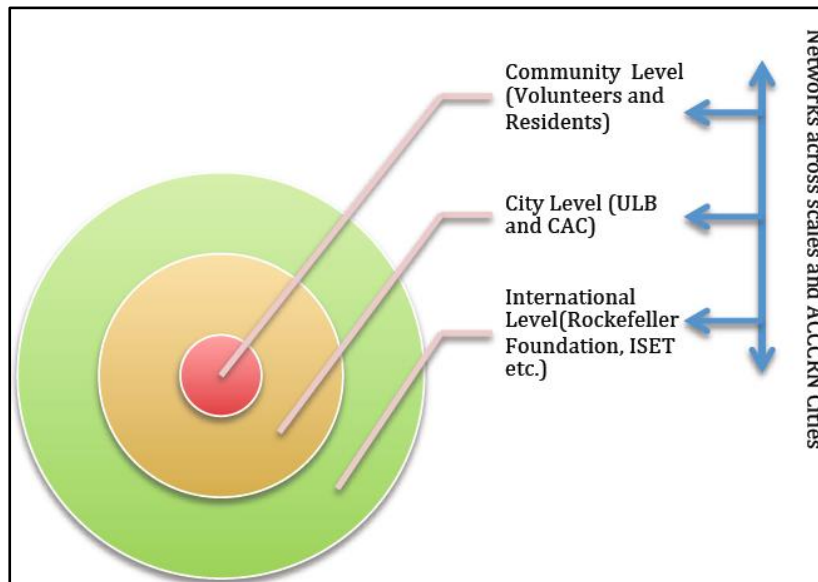 Community Level
(Volunteers and
Residents)
City Level (ULB
and CAC)
International
Level(Rockefeller
Foundation, ISET
etc.)
Networks across scales and ACCCRN Cities